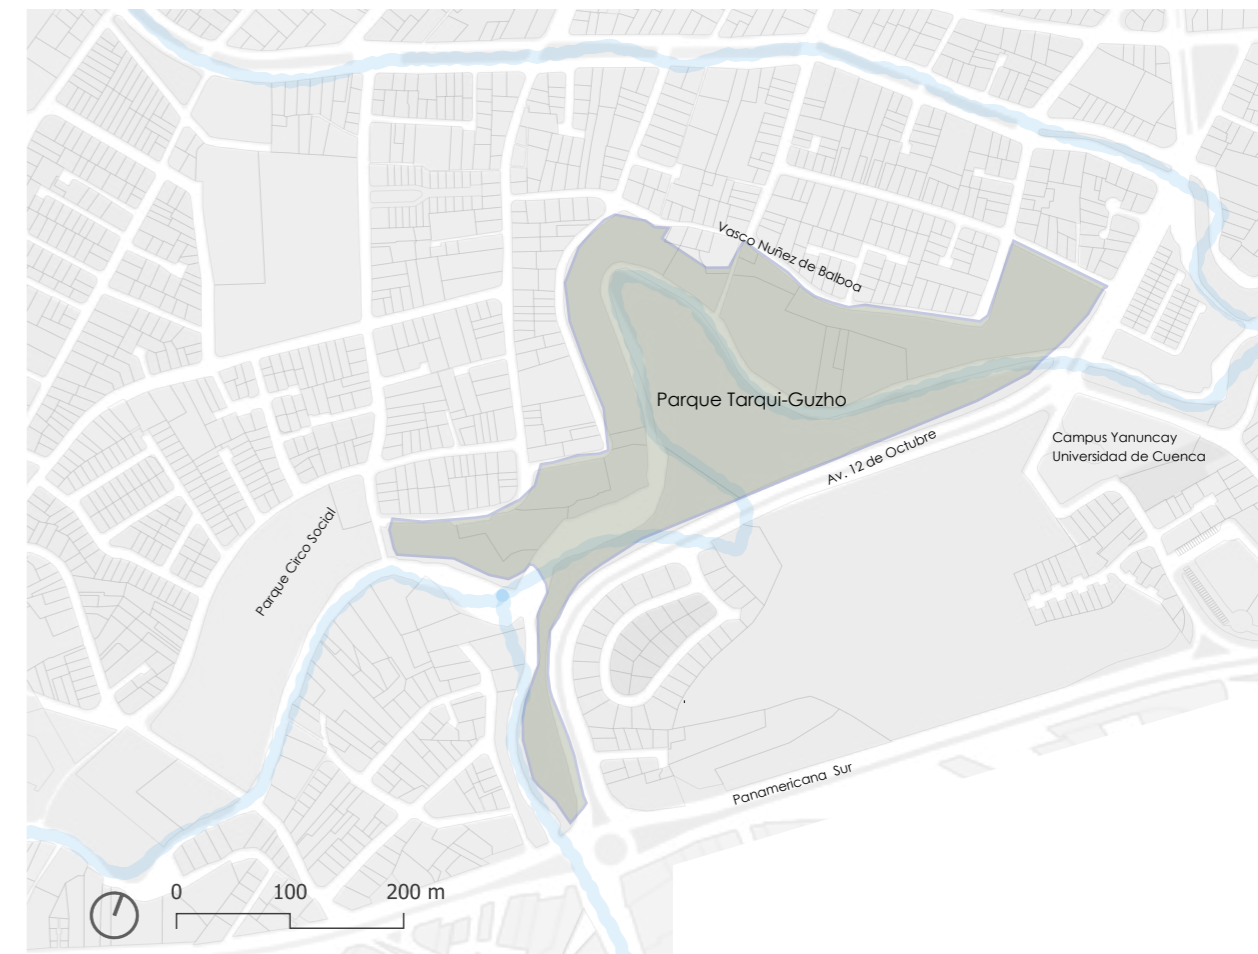 Vasco Nuñez de Balboa
Parque Tarqui-Guzho
Av. 12 de Octubre
Campus Yanuncay
Universidad de Cuenca
Parque Circo Social
Panamericana Sur
0 100 200 m